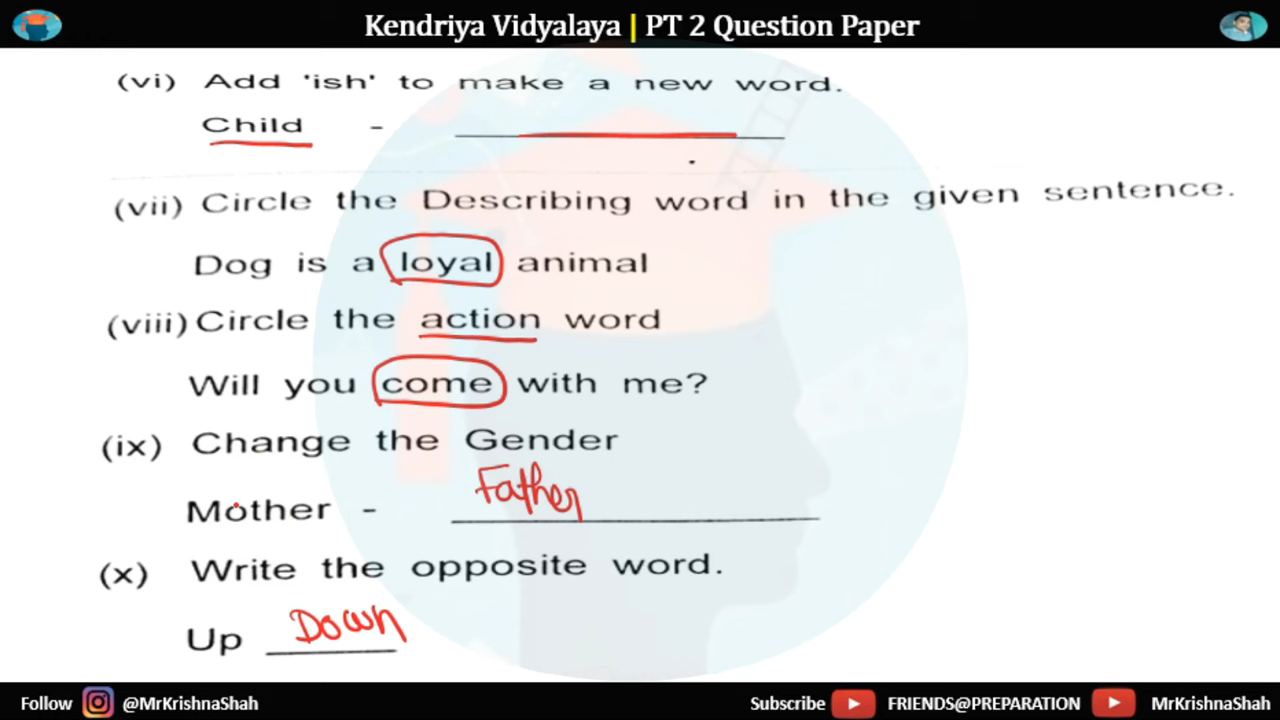 Kendriya Vidyalaya | PT 2 Question Paper
(vi) Add 'ish' to make a new word.
Child -
(vii) Circle the Describing word in the given sentence.
Dog is a loyal animal
(viii) Circle the action word
Will you come with me?
(ix) Change the Gender
Mother - Father
(x) Write the opposite word.
Up Down
Follow @MrKrishnaShah Subscribe FRIENDS@PREPARATION MrKrishnaShah